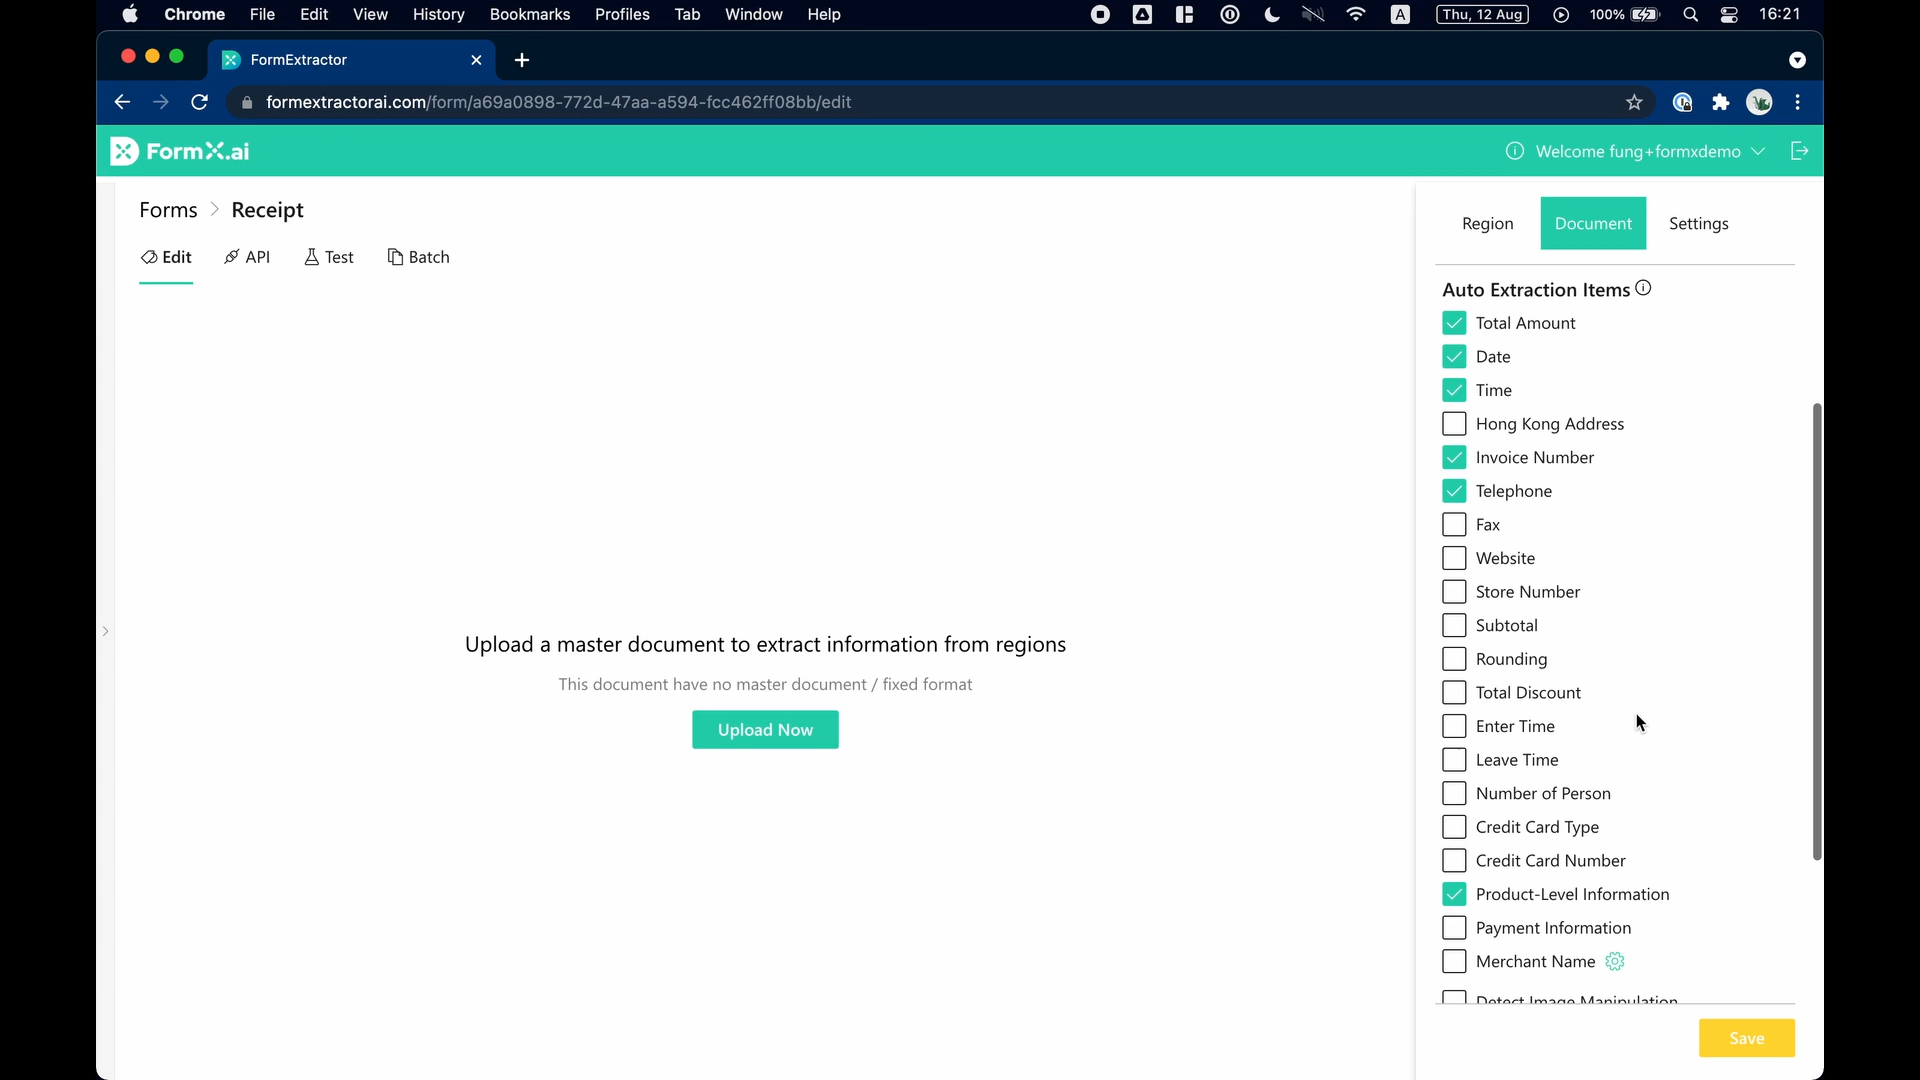 Chrome File Edit View History Bookmarks Profiles Tab Window Help A Thu, 12 Aug 100% 16:21
FormExtractor
formextractorai.com/form/a69a0898-772d-47aa-a594-fcc462ff08bb/edit
FormX.ai
Welcome fung+formxdemo
Forms > Receipt
Edit API Test Batch
Upload a master document to extract information from regions
This document have no master document / fixed format
Upload Now
Region Document Settings
Auto Extraction Items
Total Amount
Date
Time
Hong Kong Address
Invoice Number
Telephone
Fax
Website
Store Number
Subtotal
Rounding
Total Discount
Enter Time
Leave Time
Number of Person
Credit Card Type
Credit Card Number
Product-Level Information
Payment Information
Merchant Name
Detect Image Manipulation
Save